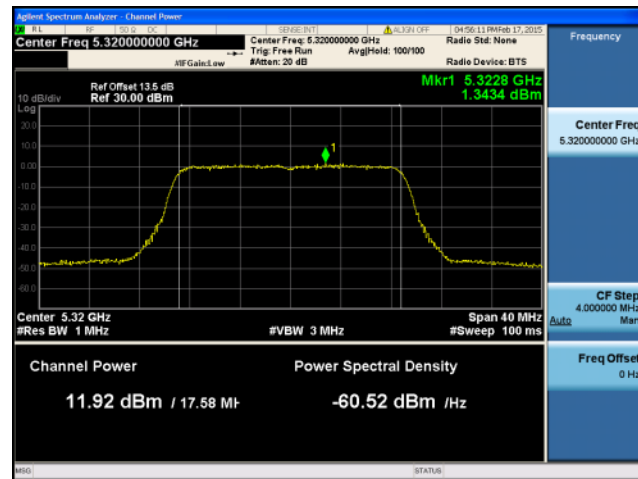 Agilent Spectrum Analyzer - Channel Power
RL RF 50 Ω DC SENSE:INT ALIGN OFF 04:56:11 PM Feb 17, 2015
Center Freq 5.320000000 GHz
Center Freq: 5.320000000 GHz Radio Std: None
Trig: Free Run Avg|Hold: 100/100
#IFGain:Low #Atten: 20 dB Radio Device: BTS
Frequency
Ref Offset 13.5 dB Mkr1 5.3228 GHz
10 dB/div Ref 30.00 dBm 1.3434 dBm
Log
20.0
10.0
0.00
-10.0
-20.0
-30.0
-40.0
-50.0
-60.0
1
Center 5.32 GHz Span 40 MHz
#Res BW 1 MHz #VBW 3 MHz #Sweep 100 ms
Channel Power Power Spectral Density
11.92 dBm / 17.58 MH -60.52 dBm /Hz
Center Freq
5.320000000 GHz
CF Step
4.000000 MHz
Auto Man
Freq Offset
0 Hz
MSG STATUS